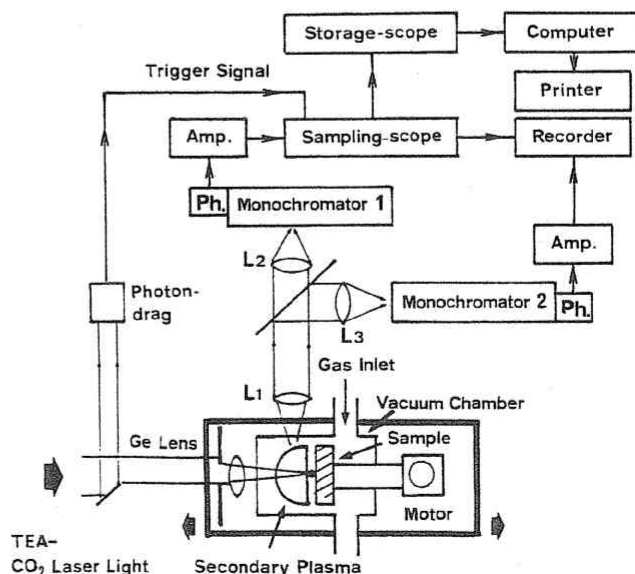 Storage-scope
Computer
Trigger Signal
Printer
Amp.
Sampling-scope
Recorder
Ph.
Monochromator 1
Amp.
L2
Photon-
drag
Monochromator 2
Ph.
L3
Gas Inlet
L1
Vacuum Chamber
Ge Lens
Sample
Motor
TEA-
CO2 Laser Light
Secondary Plasma